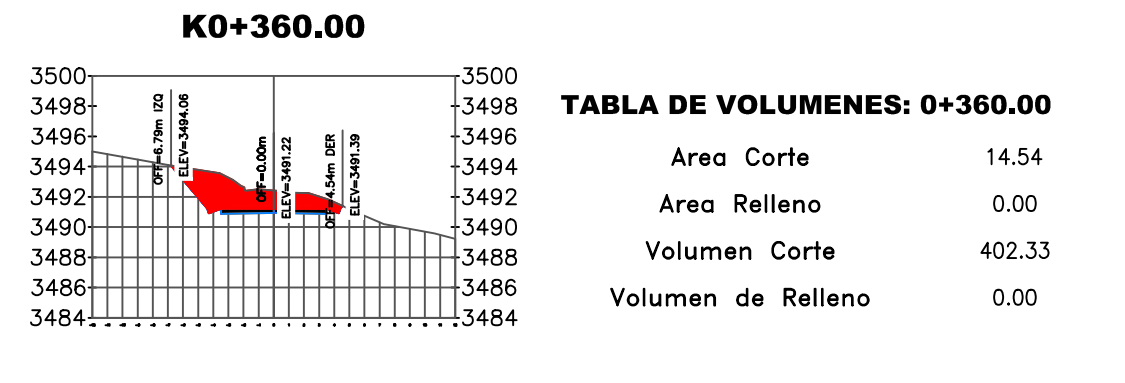 K0+360.00
3500 3500
3498 3498
3496 3496
3494 3494
3492 3492
3490 3490
3488 3488
3486 3486
3484 3484
OFF=6.79m IZQ
ELEV=3494.06
OFF=0.00m
ELEV=3491.22
OFF=4.54m DER
ELEV=3491.39
TABLA DE VOLUMENES: 0+360.00
Area Corte 14.54
Area Relleno 0.00
Volumen Corte 402.33
Volumen de Relleno 0.00